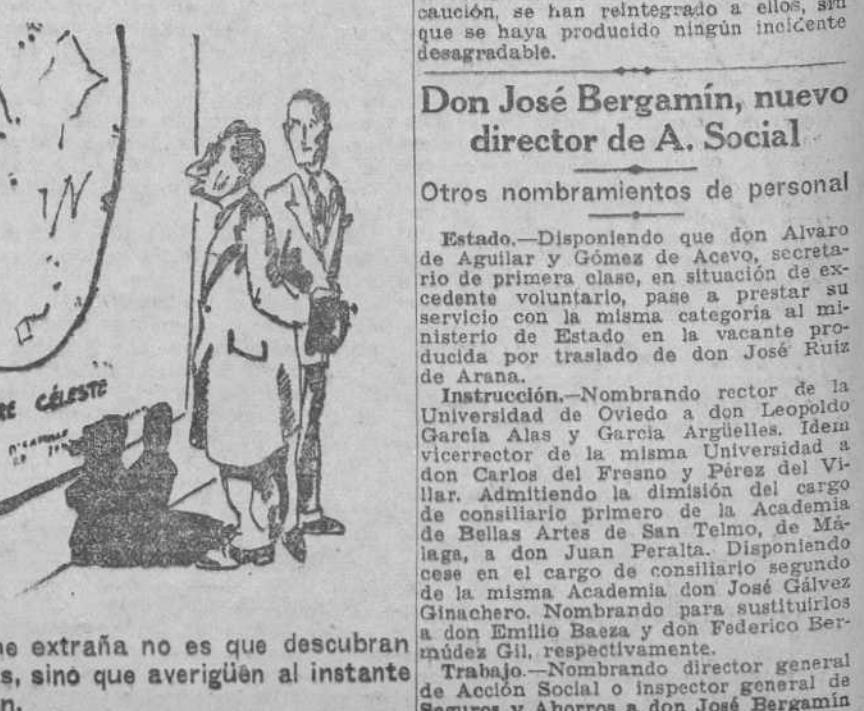 RE CÉLESTE
extraña no es que descubran
s, sino que averigüen al instante
n.
caución, se han reintegrado a ellos, sin
que se haya producido ningún incidente
desagradable.
Don José Bergamín, nuevo
director de A. Social
Otros nombramientos de personal
Estado.—Disponiendo que don Alvaro
de Aguilar y Gómez de Acevo, secreta-
rio de primera clase, en situación de ex-
cedente voluntario, pase a prestar su
servicio con la misma categoría al mi-
nisterio de Estado en la vacante pro-
ducida por traslado de don José Ruiz
de Arana.
Instrucción.—Nombrando rector de la
Universidad de Oviedo a don Leopoldo
García Alas y García Argüelles. Idem
vicerrector de la misma Universidad a
don Carlos del Fresno y Pérez del Vi-
llar. Admitiendo la dimisión del cargo
de consiliario primero de la Academia
de Bellas Artes de San Telmo, de Má-
laga, a don Juan Peralta. Disponiendo
cese en el cargo de consiliario segundo
de la misma Academia don José Gálvez
Ginachero. Nombrando para sustituirlos
a don Emilio Baeza y don Federico Ber-
múdez Gil, respectivamente.
Trabajo.—Nombrando director general
de Acción Social o inspector general de
Seguros y Ahorros a don José Bergamín